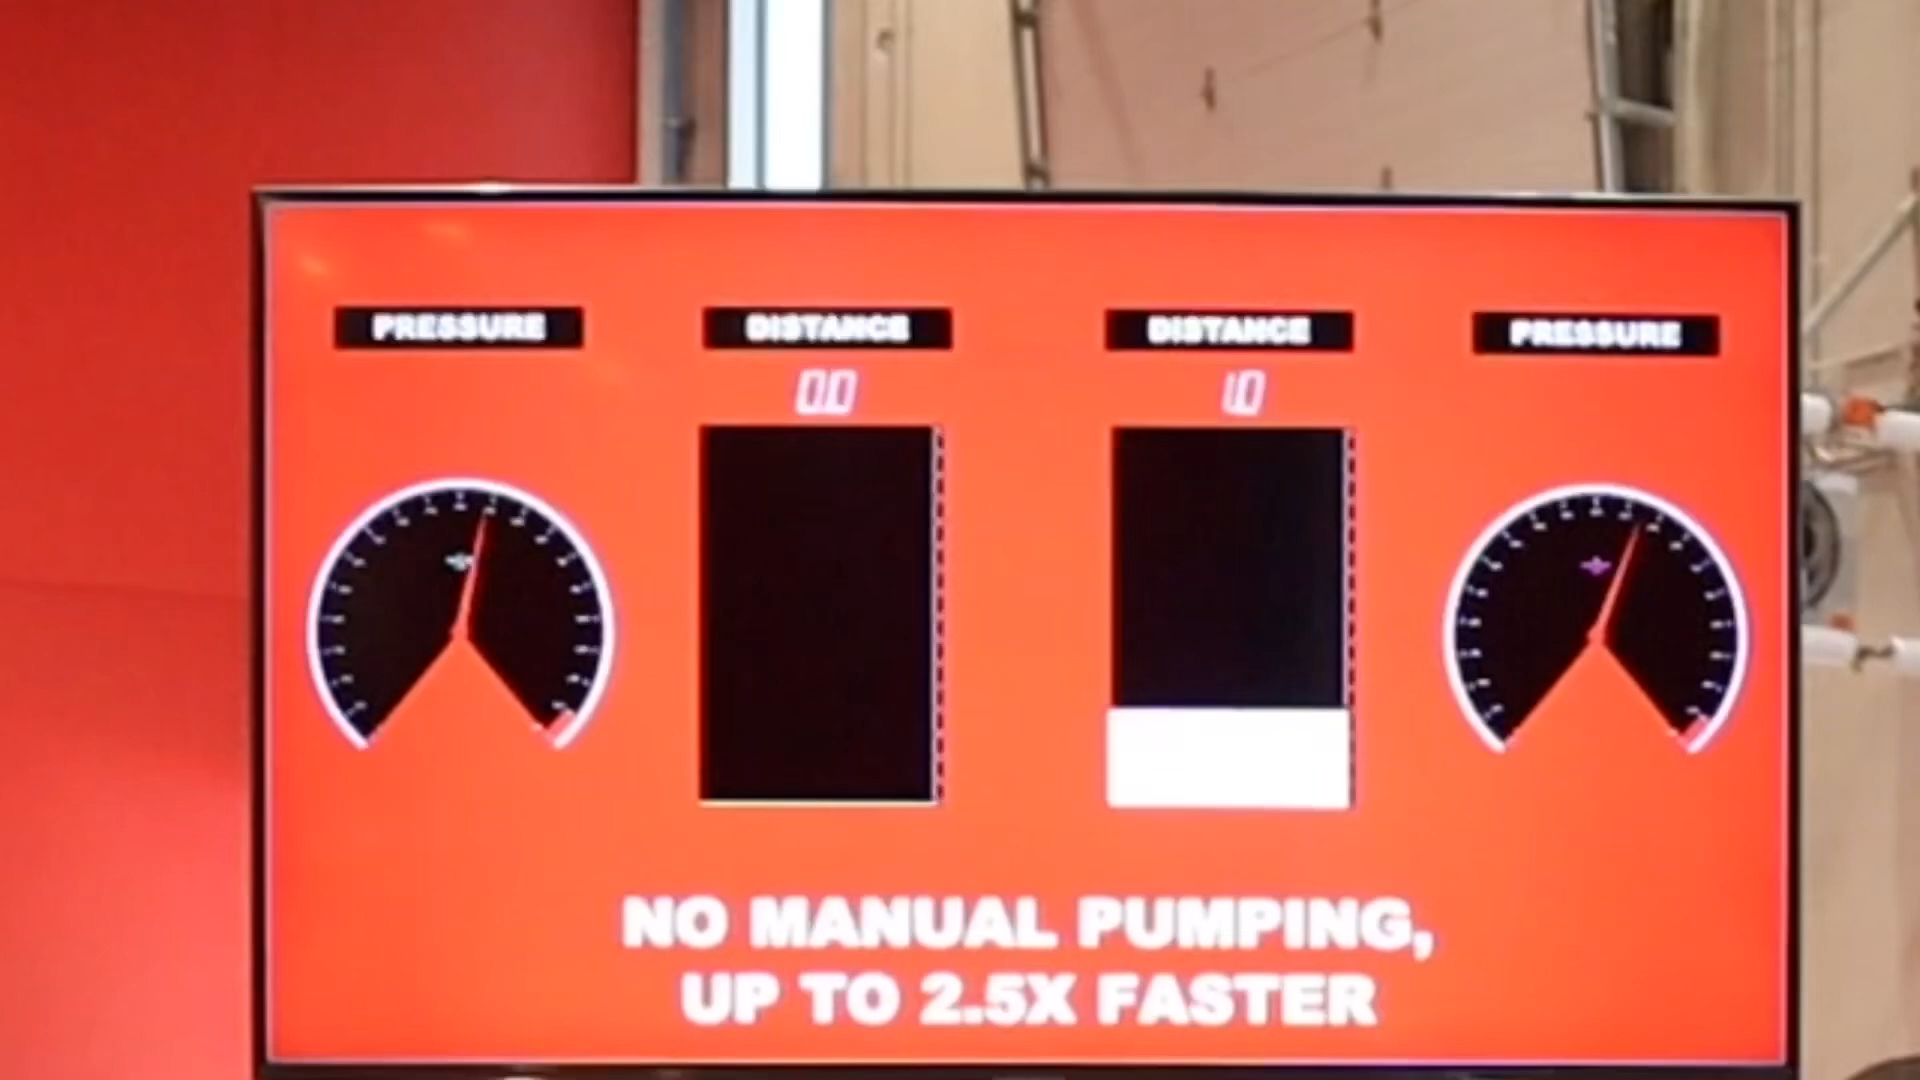 PRESSURE DISTANCE DISTANCE PRESSURE
0.0 1.0
NO MANUAL PUMPING,
UP TO 2.5X FASTER